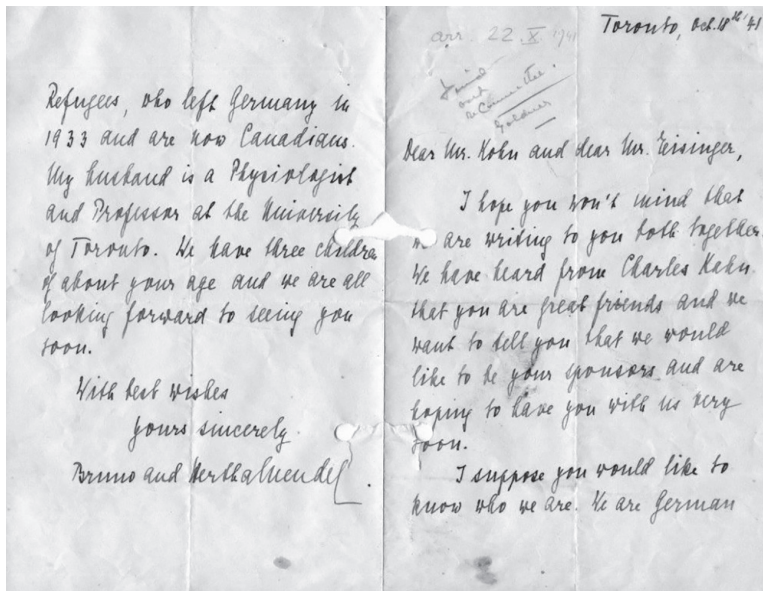 Toronto, Oct. 18th '41
arr. 22.X.1941
Find
out
Committee.
Goldner
Dear Mr. Kohn and dear Mr. Eisinger,
I hope you won't mind that
we are writing to you both together.
We have heard from Charles Kahn
that you are great friends and we
want to tell you that we would
like to be your sponsors and are
hoping to have you with us very
soon.
I suppose you would like to
know who we are. We are German
Refugees, who left Germany in
1933 and are now Canadians.
My husband is a Physiologist
and Professor at the University
of Toronto. We have three children
of about your age and we are all
looking forward to seeing you
soon.
With best wishes
yours sincerely
Bruno and Hertha Mendel.